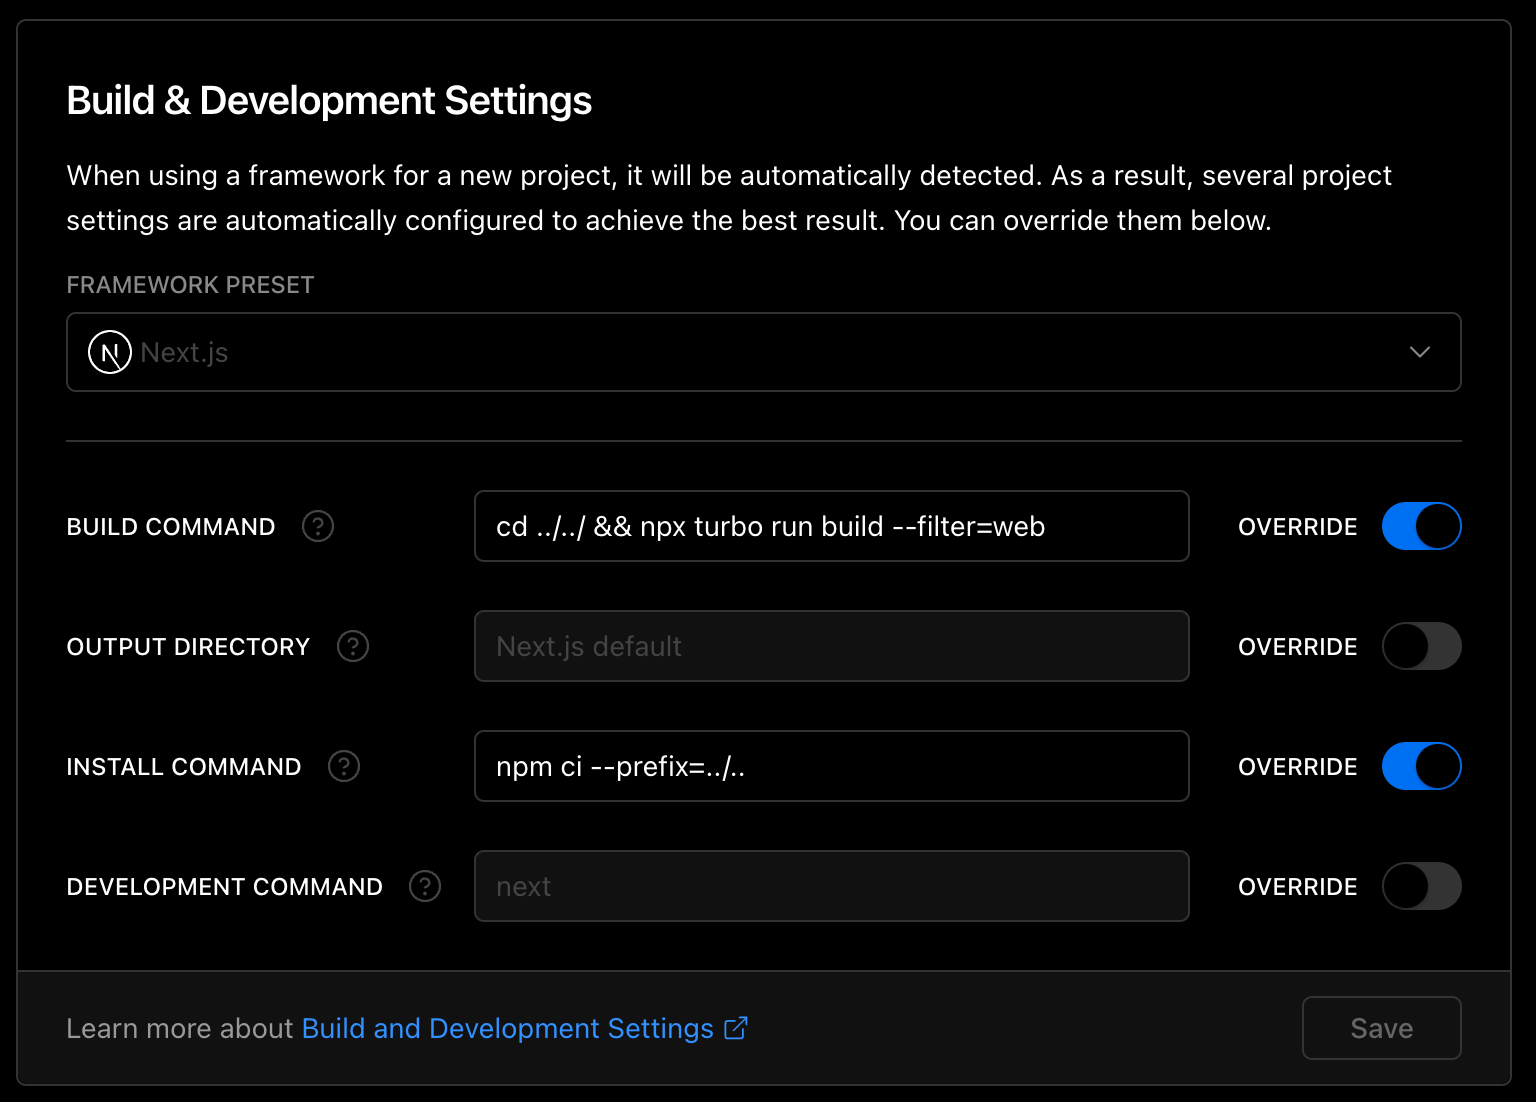 Build & Development Settings
When using a framework for a new project, it will be automatically detected. As a result, several project
settings are automatically configured to achieve the best result. You can override them below.
FRAMEWORK PRESET
N Next.js
BUILD COMMAND ? cd ../../ && npx turbo run build --filter=web OVERRIDE
OUTPUT DIRECTORY ? Next.js default OVERRIDE
INSTALL COMMAND ? npm ci --prefix=../.. OVERRIDE
DEVELOPMENT COMMAND ? next OVERRIDE
Learn more about Build and Development Settings Save